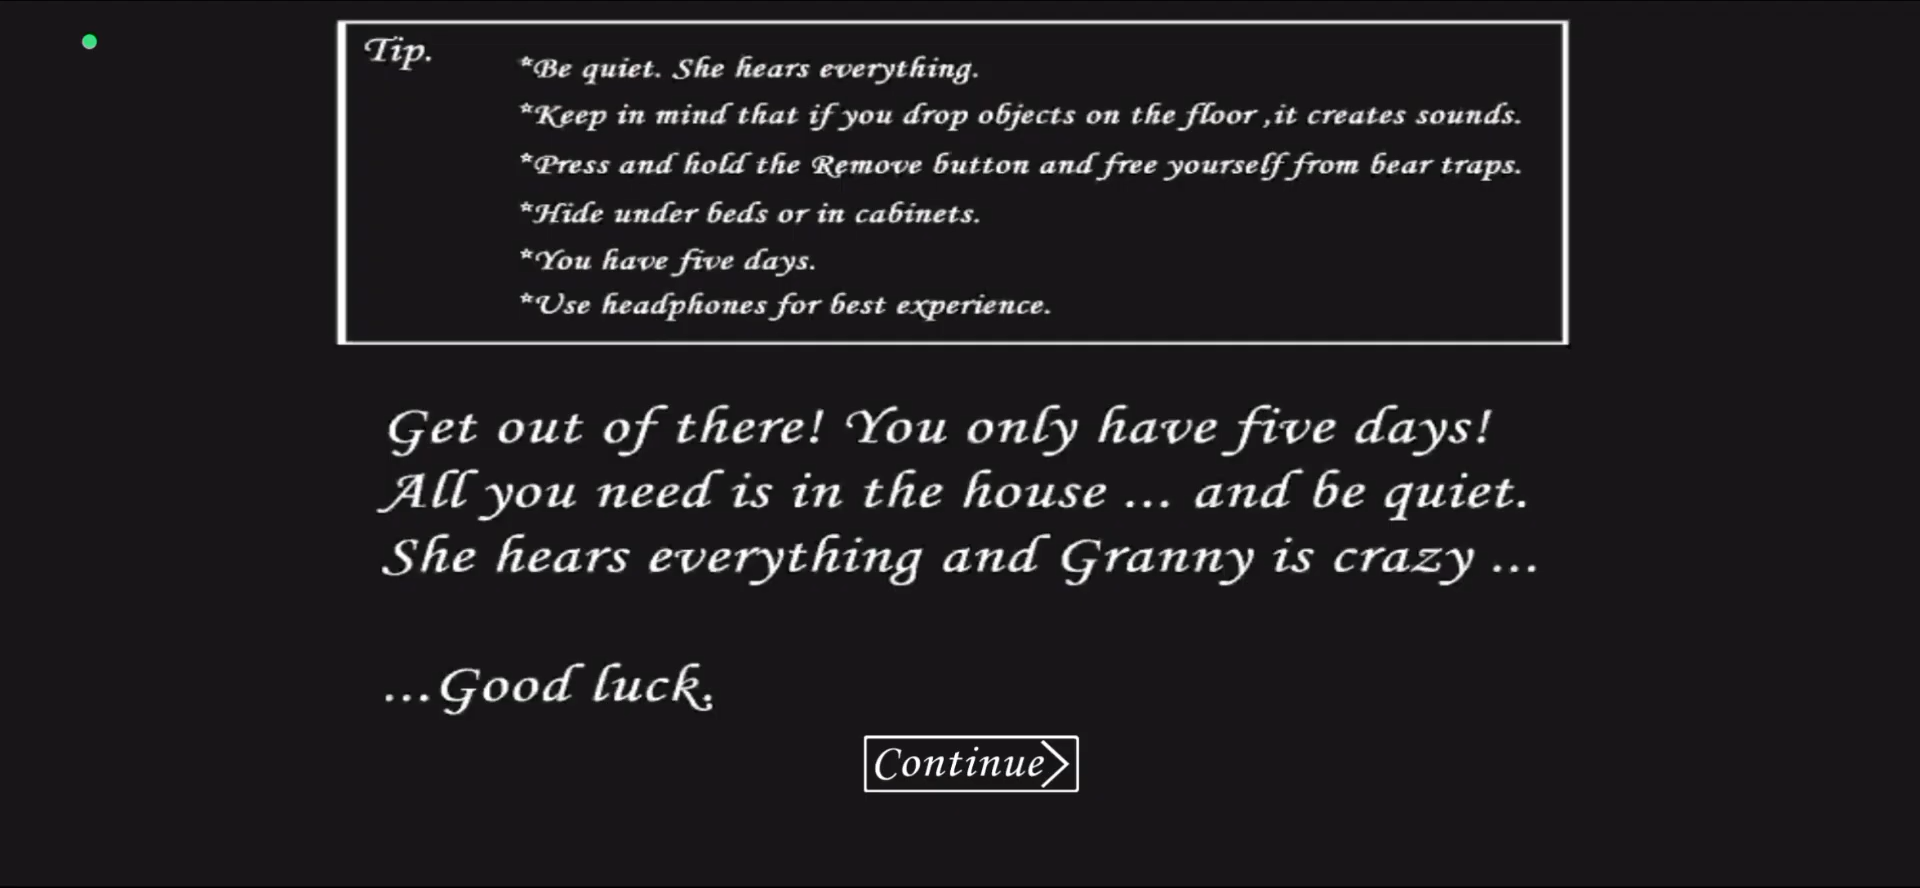 Tip.
*Be quiet. She hears everything.
*Keep in mind that if you drop objects on the floor ,it creates sounds.
*Press and hold the Remove button and free yourself from bear traps.
*Hide under beds or in cabinets.
*You have five days.
*Use headphones for best experience.
Get out of there! You only have five days!
All you need is in the house ... and be quiet.
She hears everything and Granny is crazy ...
...Good luck.
Continue>